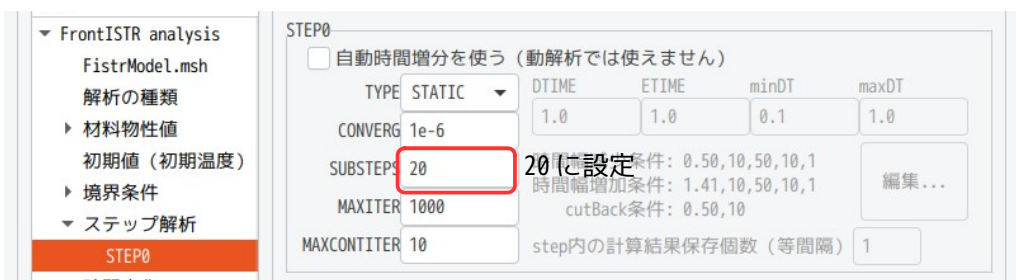 FrontISTR analysis
FistrModel.msh
解析の種類
材料物性値
初期値（初期温度）
境界条件
ステップ解析
STEP0
STEP0
自動時間増分を使う（動解析では使えません）
TYPE STATIC
CONVERG 1e-6
SUBSTEPS 20
20に設定
MAXITER 1000
MAXCONTITER 10
DTIME ETIME minDT maxDT
1.0 1.0 0.1 1.0
条件: 0.50,10,50,10,1
時間幅増加条件: 1.41,10,50,10,1
cutBack条件: 0.50,10
編集...
step内の計算結果保存個数（等間隔） 1